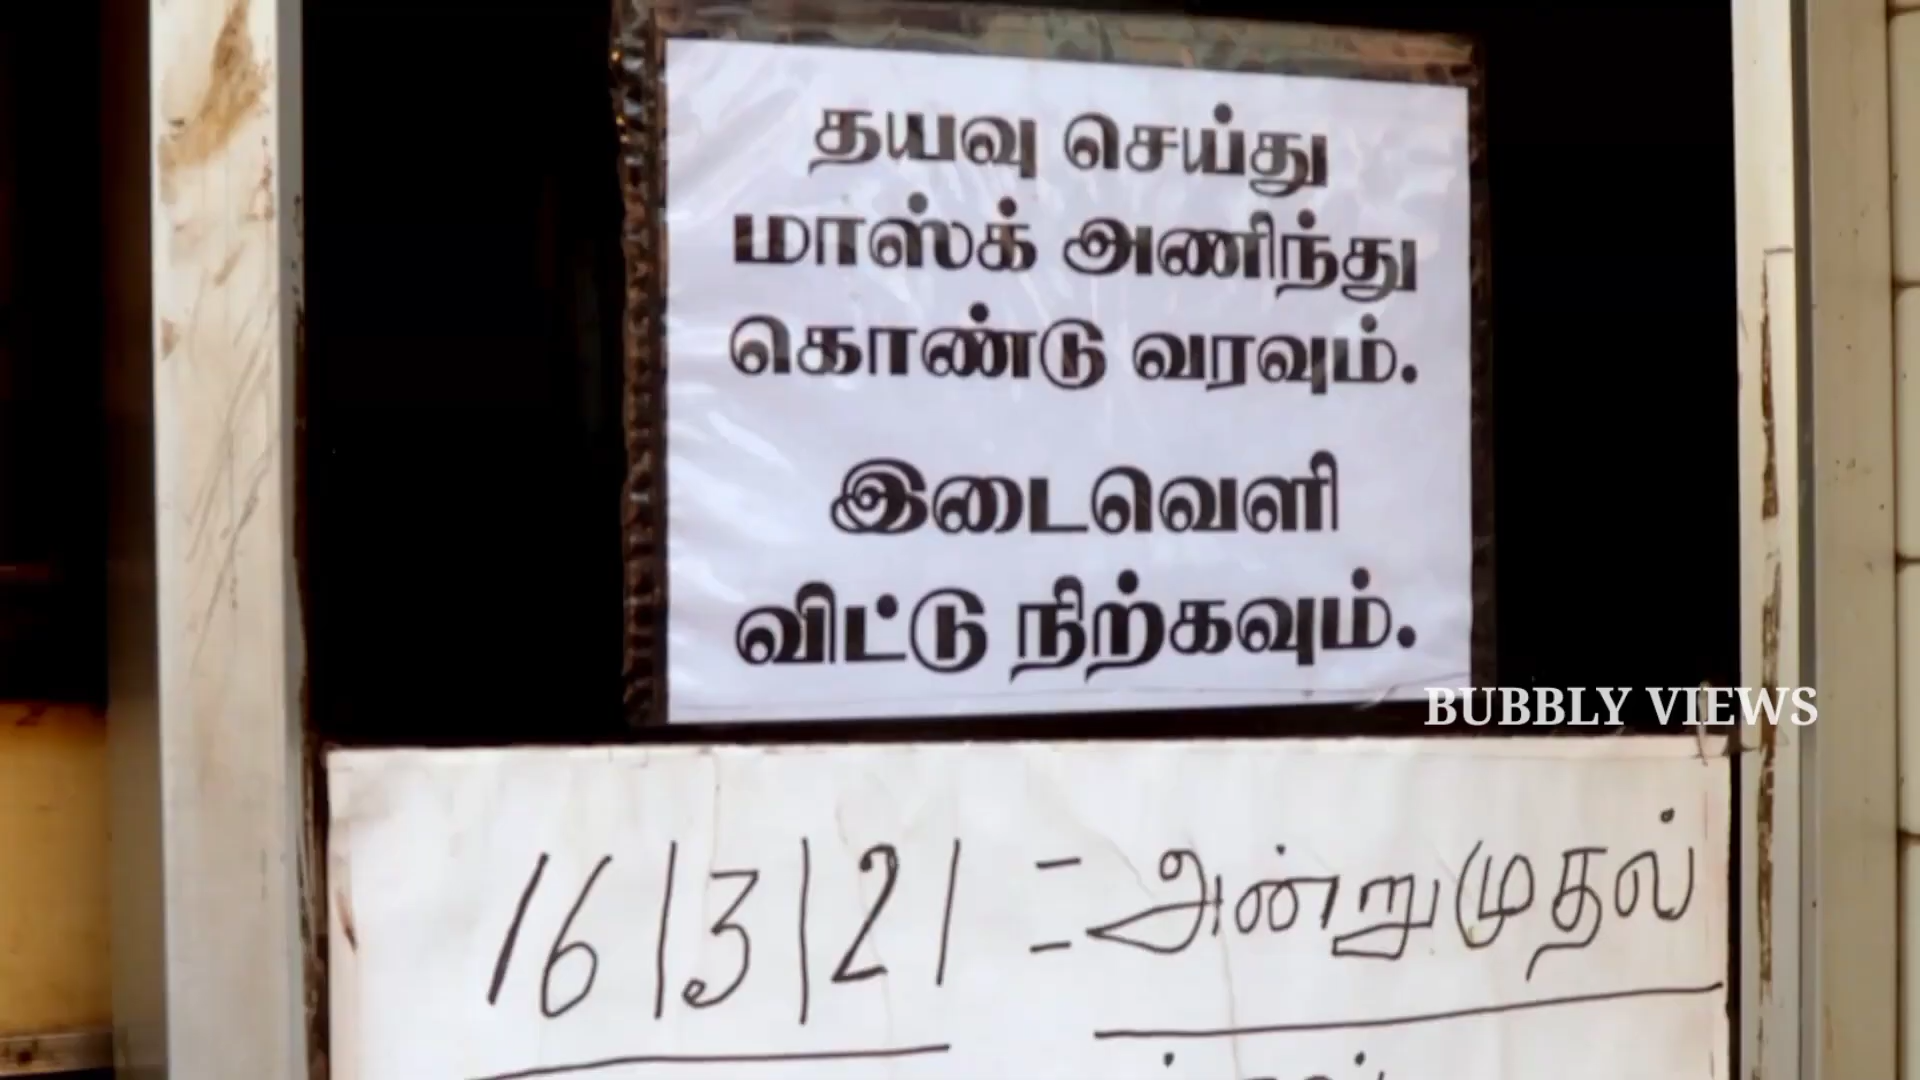 தயவு செய்து
மாஸ்க் அணிந்து
கொண்டு வரவும்.
இடைவெளி
விட்டு நிற்கவும்.
BUBBLY VIEWS
16/3/21 = அன்றுமுதல்